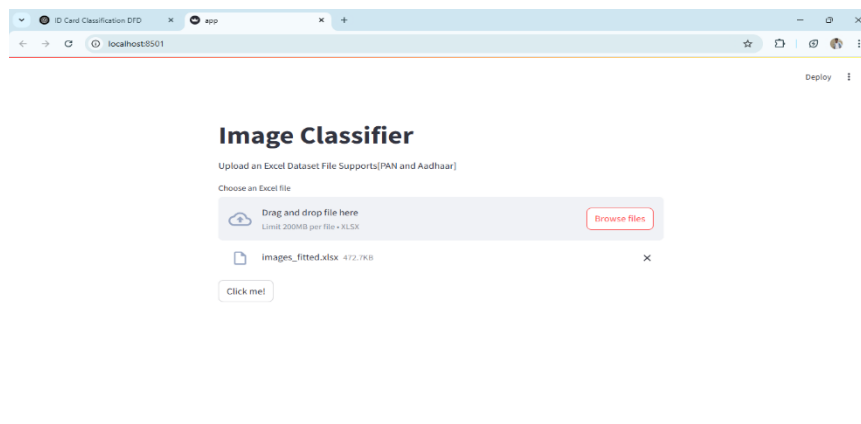 ID Card Classification DFD
app
localhost:8501
Deploy
Image Classifier
Upload an Excel Dataset File Supports[PAN and Aadhaar]
Choose an Excel file
Drag and drop file here
Browse files
Limit 200MB per file • XLSX
images_fitted.xlsx 472.7KB
Click me!